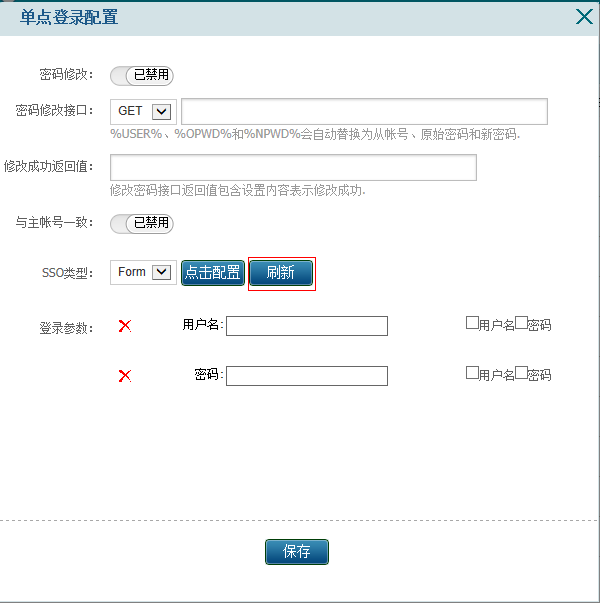 单点登录配置
密码修改： 已禁用
密码修改接口： GET
%USER%、%OPWD%和%NPWD%会自动替换为从帐号、原始密码和新密码.
修改成功返回值：
修改密码接口返回值包含设置内容表示修改成功.
与主帐号一致： 已禁用
SSO类型： Form 点击配置 刷新
登录参数： 用户名: 用户名 密码
密码: 用户名 密码
保存